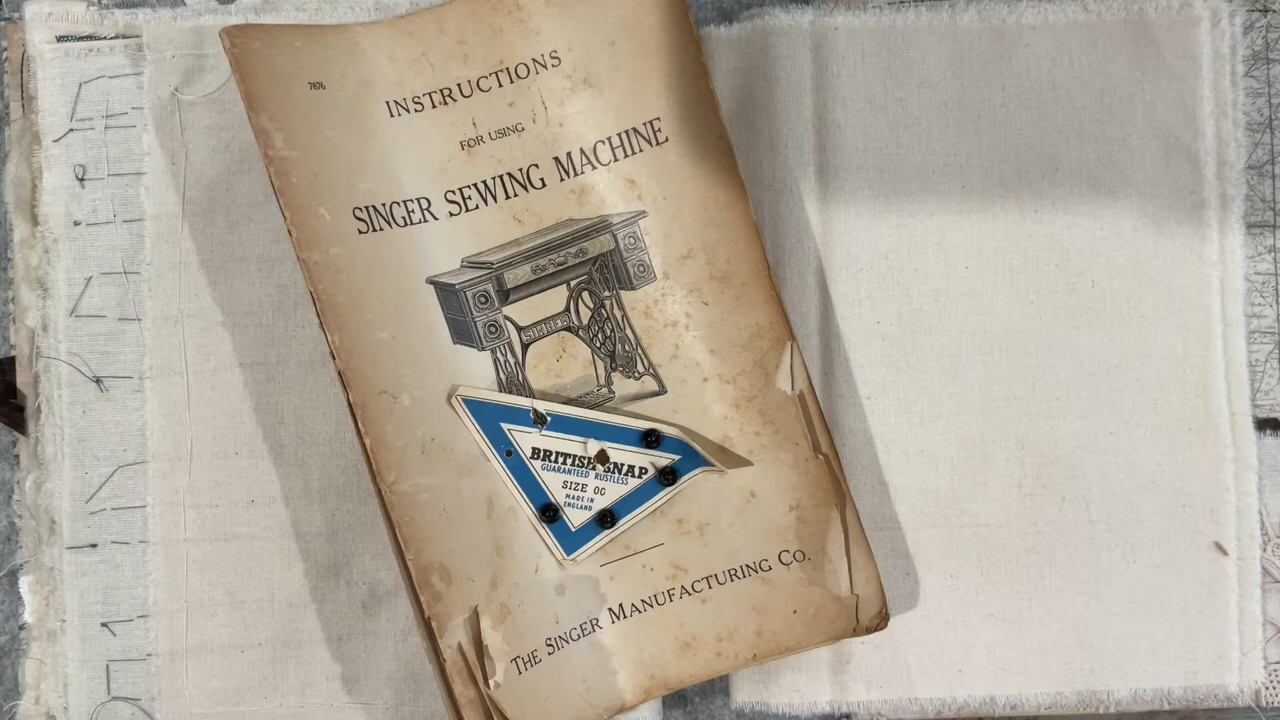 7876
INSTRUCTIONS
FOR USING
SINGER SEWING MACHINE
SINGER
BRITISH SNAP
GUARANTEED RUSTLESS
SIZE 00
MADE IN
ENGLAND
THE SINGER MANUFACTURING CO.